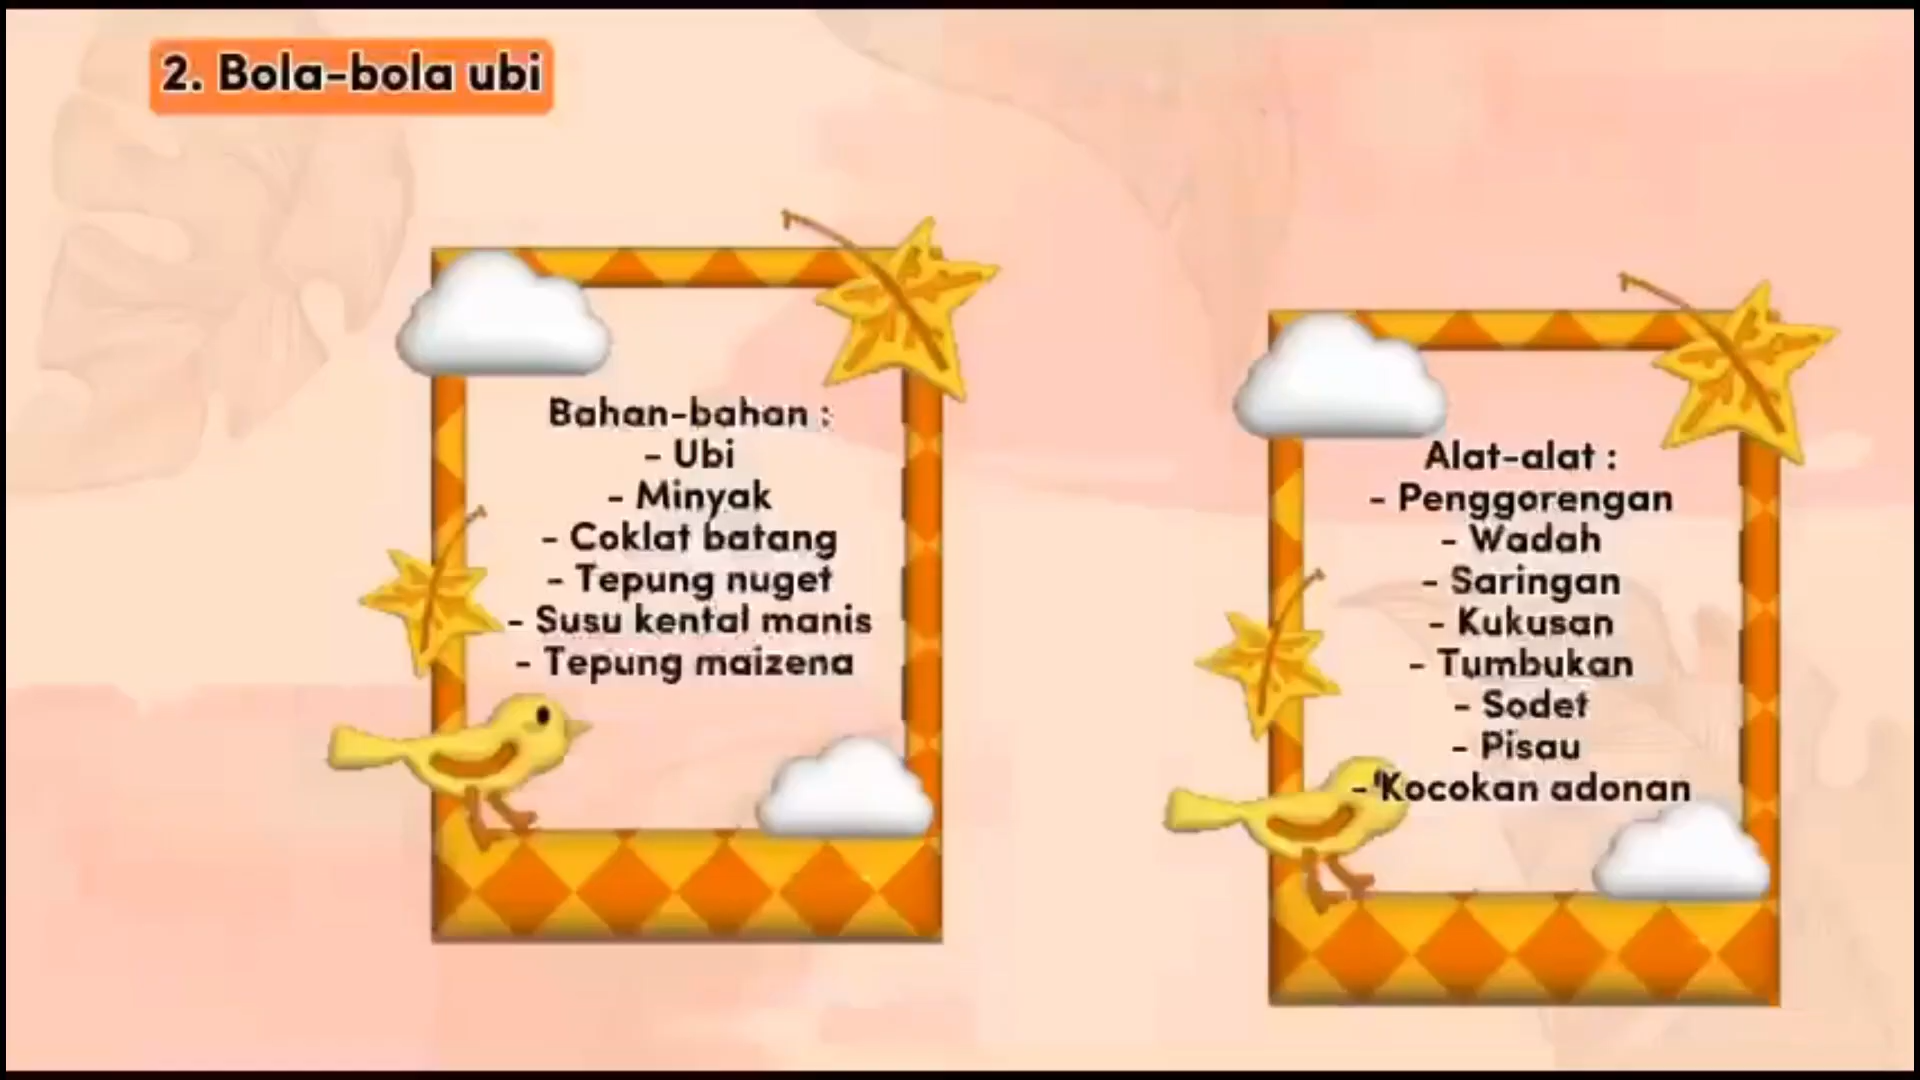 2. Bola-bola ubi
Bahan-bahan :
- Ubi
- Minyak
- Coklat batang
- Tepung nuget
- Susu kental manis
- Tepung maizena
Alat-alat :
- Penggorengan
- Wadah
- Saringan
- Kukusan
- Tumbukan
- Sodet
- Pisau
- Kocokan adonan